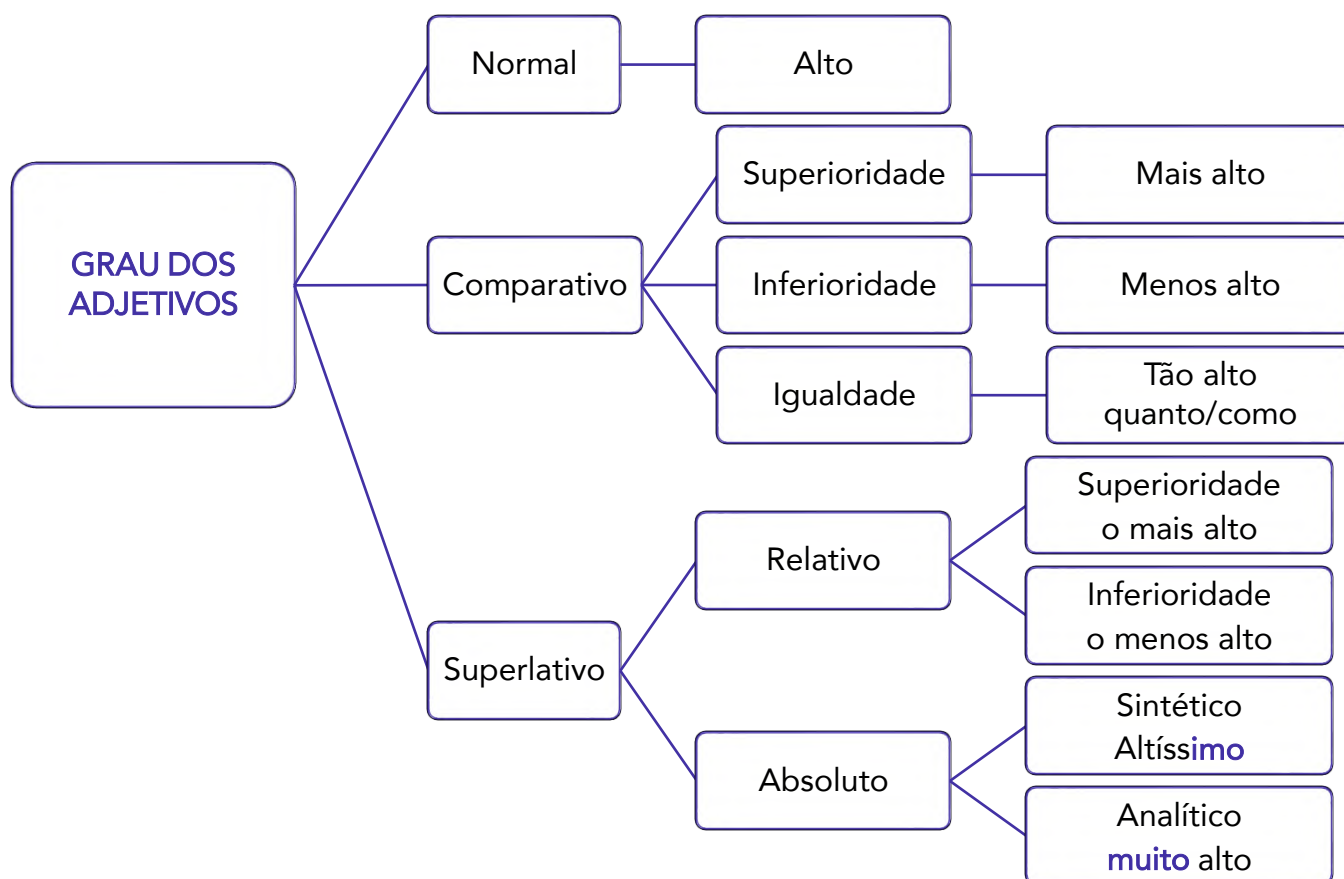 GRAU DOS
ADJETIVOS
Normal
Alto
Comparativo
Superioridade
Mais alto
Inferioridade
Menos alto
Igualdade
Tão alto
quanto/como
Superlativo
Relativo
Superioridade
o mais alto
Inferioridade
o menos alto
Absoluto
Sintético
Altíssimo
Analítico
muito alto